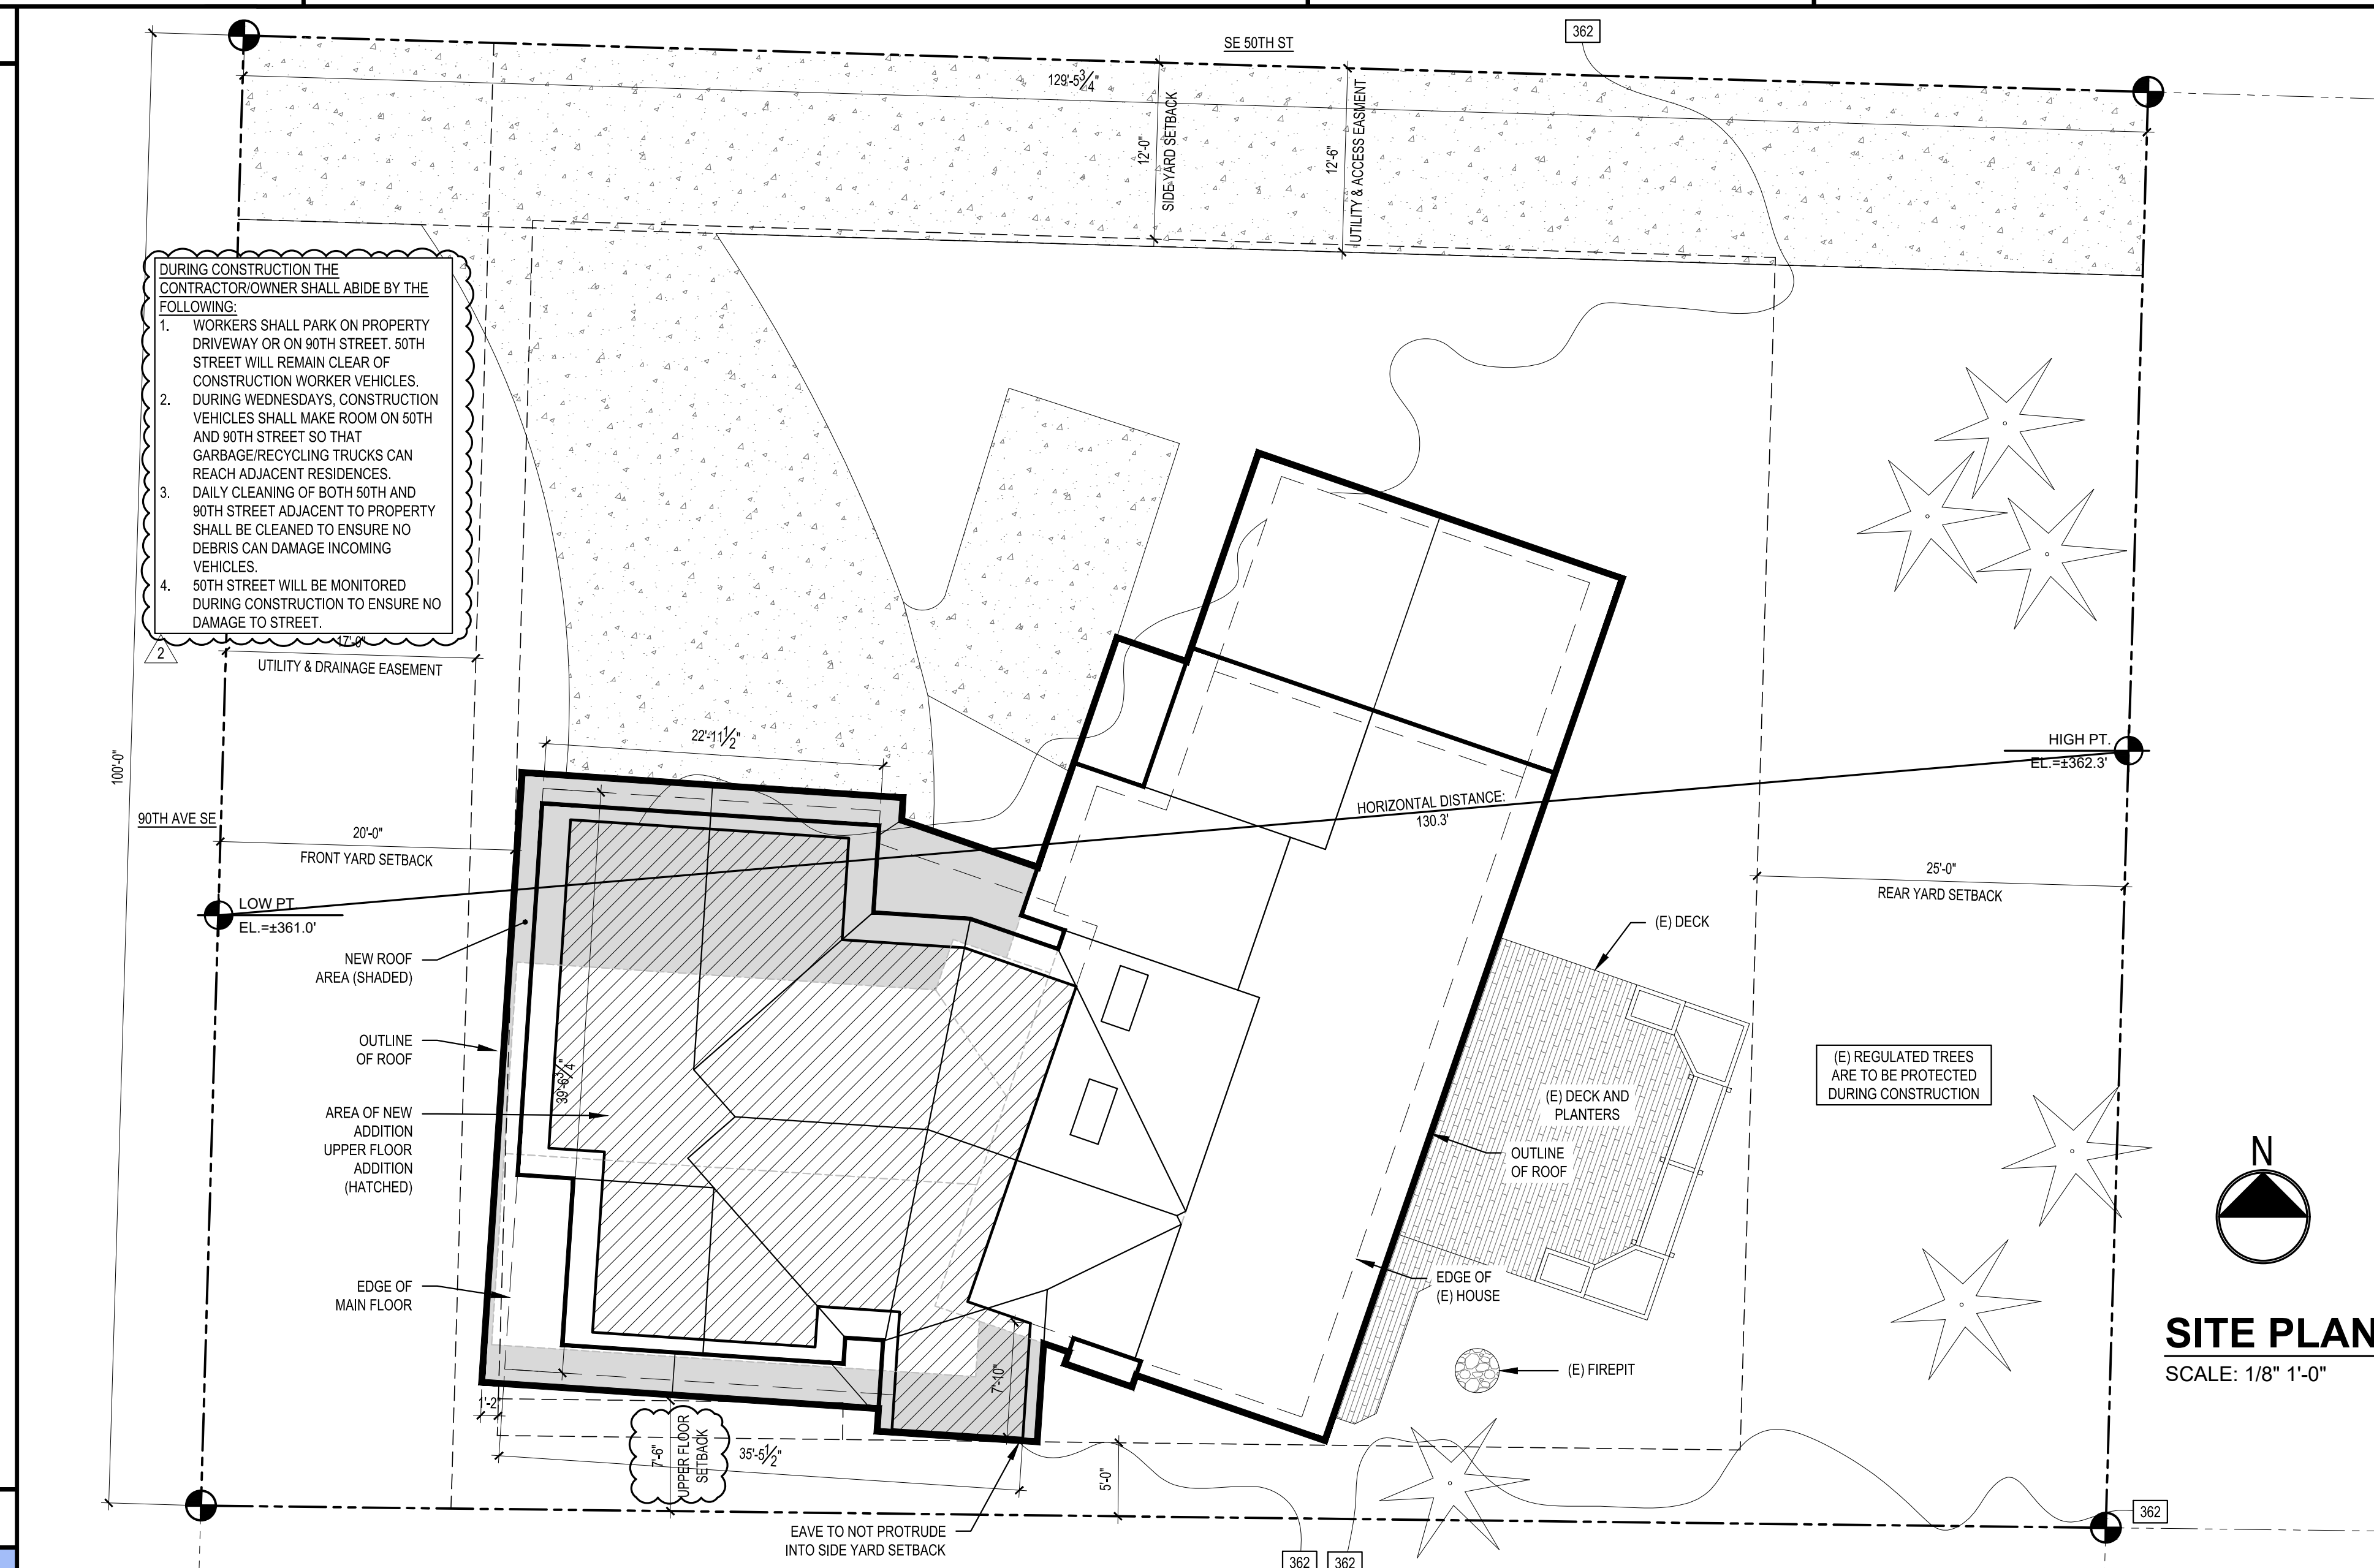 SE 50TH ST
362
129'-5 3/4"
12'-0"
SIDE YARD SETBACK
12'-6"
UTILITY & ACCESS EASMENT
DURING CONSTRUCTION THE
CONTRACTOR/OWNER SHALL ABIDE BY THE
FOLLOWING:
1. WORKERS SHALL PARK ON PROPERTY
DRIVEWAY OR ON 90TH STREET. 50TH
STREET WILL REMAIN CLEAR OF
CONSTRUCTION WORKER VEHICLES.
2. DURING WEDNESDAYS, CONSTRUCTION
VEHICLES SHALL MAKE ROOM ON 50TH
AND 90TH STREET SO THAT
GARBAGE/RECYCLING TRUCKS CAN
REACH ADJACENT RESIDENCES.
3. DAILY CLEANING OF BOTH 50TH AND
90TH STREET ADJACENT TO PROPERTY
SHALL BE CLEANED TO ENSURE NO
DEBRIS CAN DAMAGE INCOMING
VEHICLES.
4. 50TH STREET WILL BE MONITORED
DURING CONSTRUCTION TO ENSURE NO
DAMAGE TO STREET.
2
17'-0"
UTILITY & DRAINAGE EASEMENT
100'-0"
22'-11 1/2"
HIGH PT.
EL.=±362.3'
HORIZONTAL DISTANCE:
130.3'
90TH AVE SE
20'-0"
FRONT YARD SETBACK
25'-0"
REAR YARD SETBACK
LOW PT
EL.=±361.0'
(E) DECK
NEW ROOF
AREA (SHADED)
OUTLINE
OF ROOF
39'-6 3/4"
AREA OF NEW
ADDITION
UPPER FLOOR
ADDITION
(HATCHED)
(E) REGULATED TREES
ARE TO BE PROTECTED
DURING CONSTRUCTION
(E) DECK AND
PLANTERS
OUTLINE
OF ROOF
N
EDGE OF
MAIN FLOOR
EDGE OF
(E) HOUSE
SITE PLAN
SCALE: 1/8" 1'-0"
(E) FIREPIT
7'-10"
1'-2"
7'-6"
UPPER FLOOR
SETBACK
35'-5 1/2"
5'-0"
362
EAVE TO NOT PROTRUDE
INTO SIDE YARD SETBACK
362
362